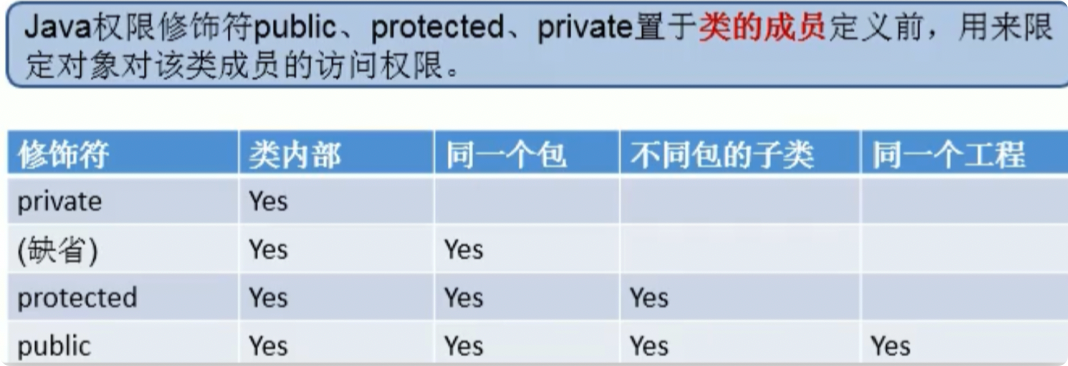 Java权限修饰符public、protected、private置于类的成员定义前，用来限
定对象对该类成员的访问权限。
修饰符 类内部 同一个包 不同包的子类 同一个工程
private Yes
(缺省) Yes Yes
protected Yes Yes Yes
public Yes Yes Yes Yes